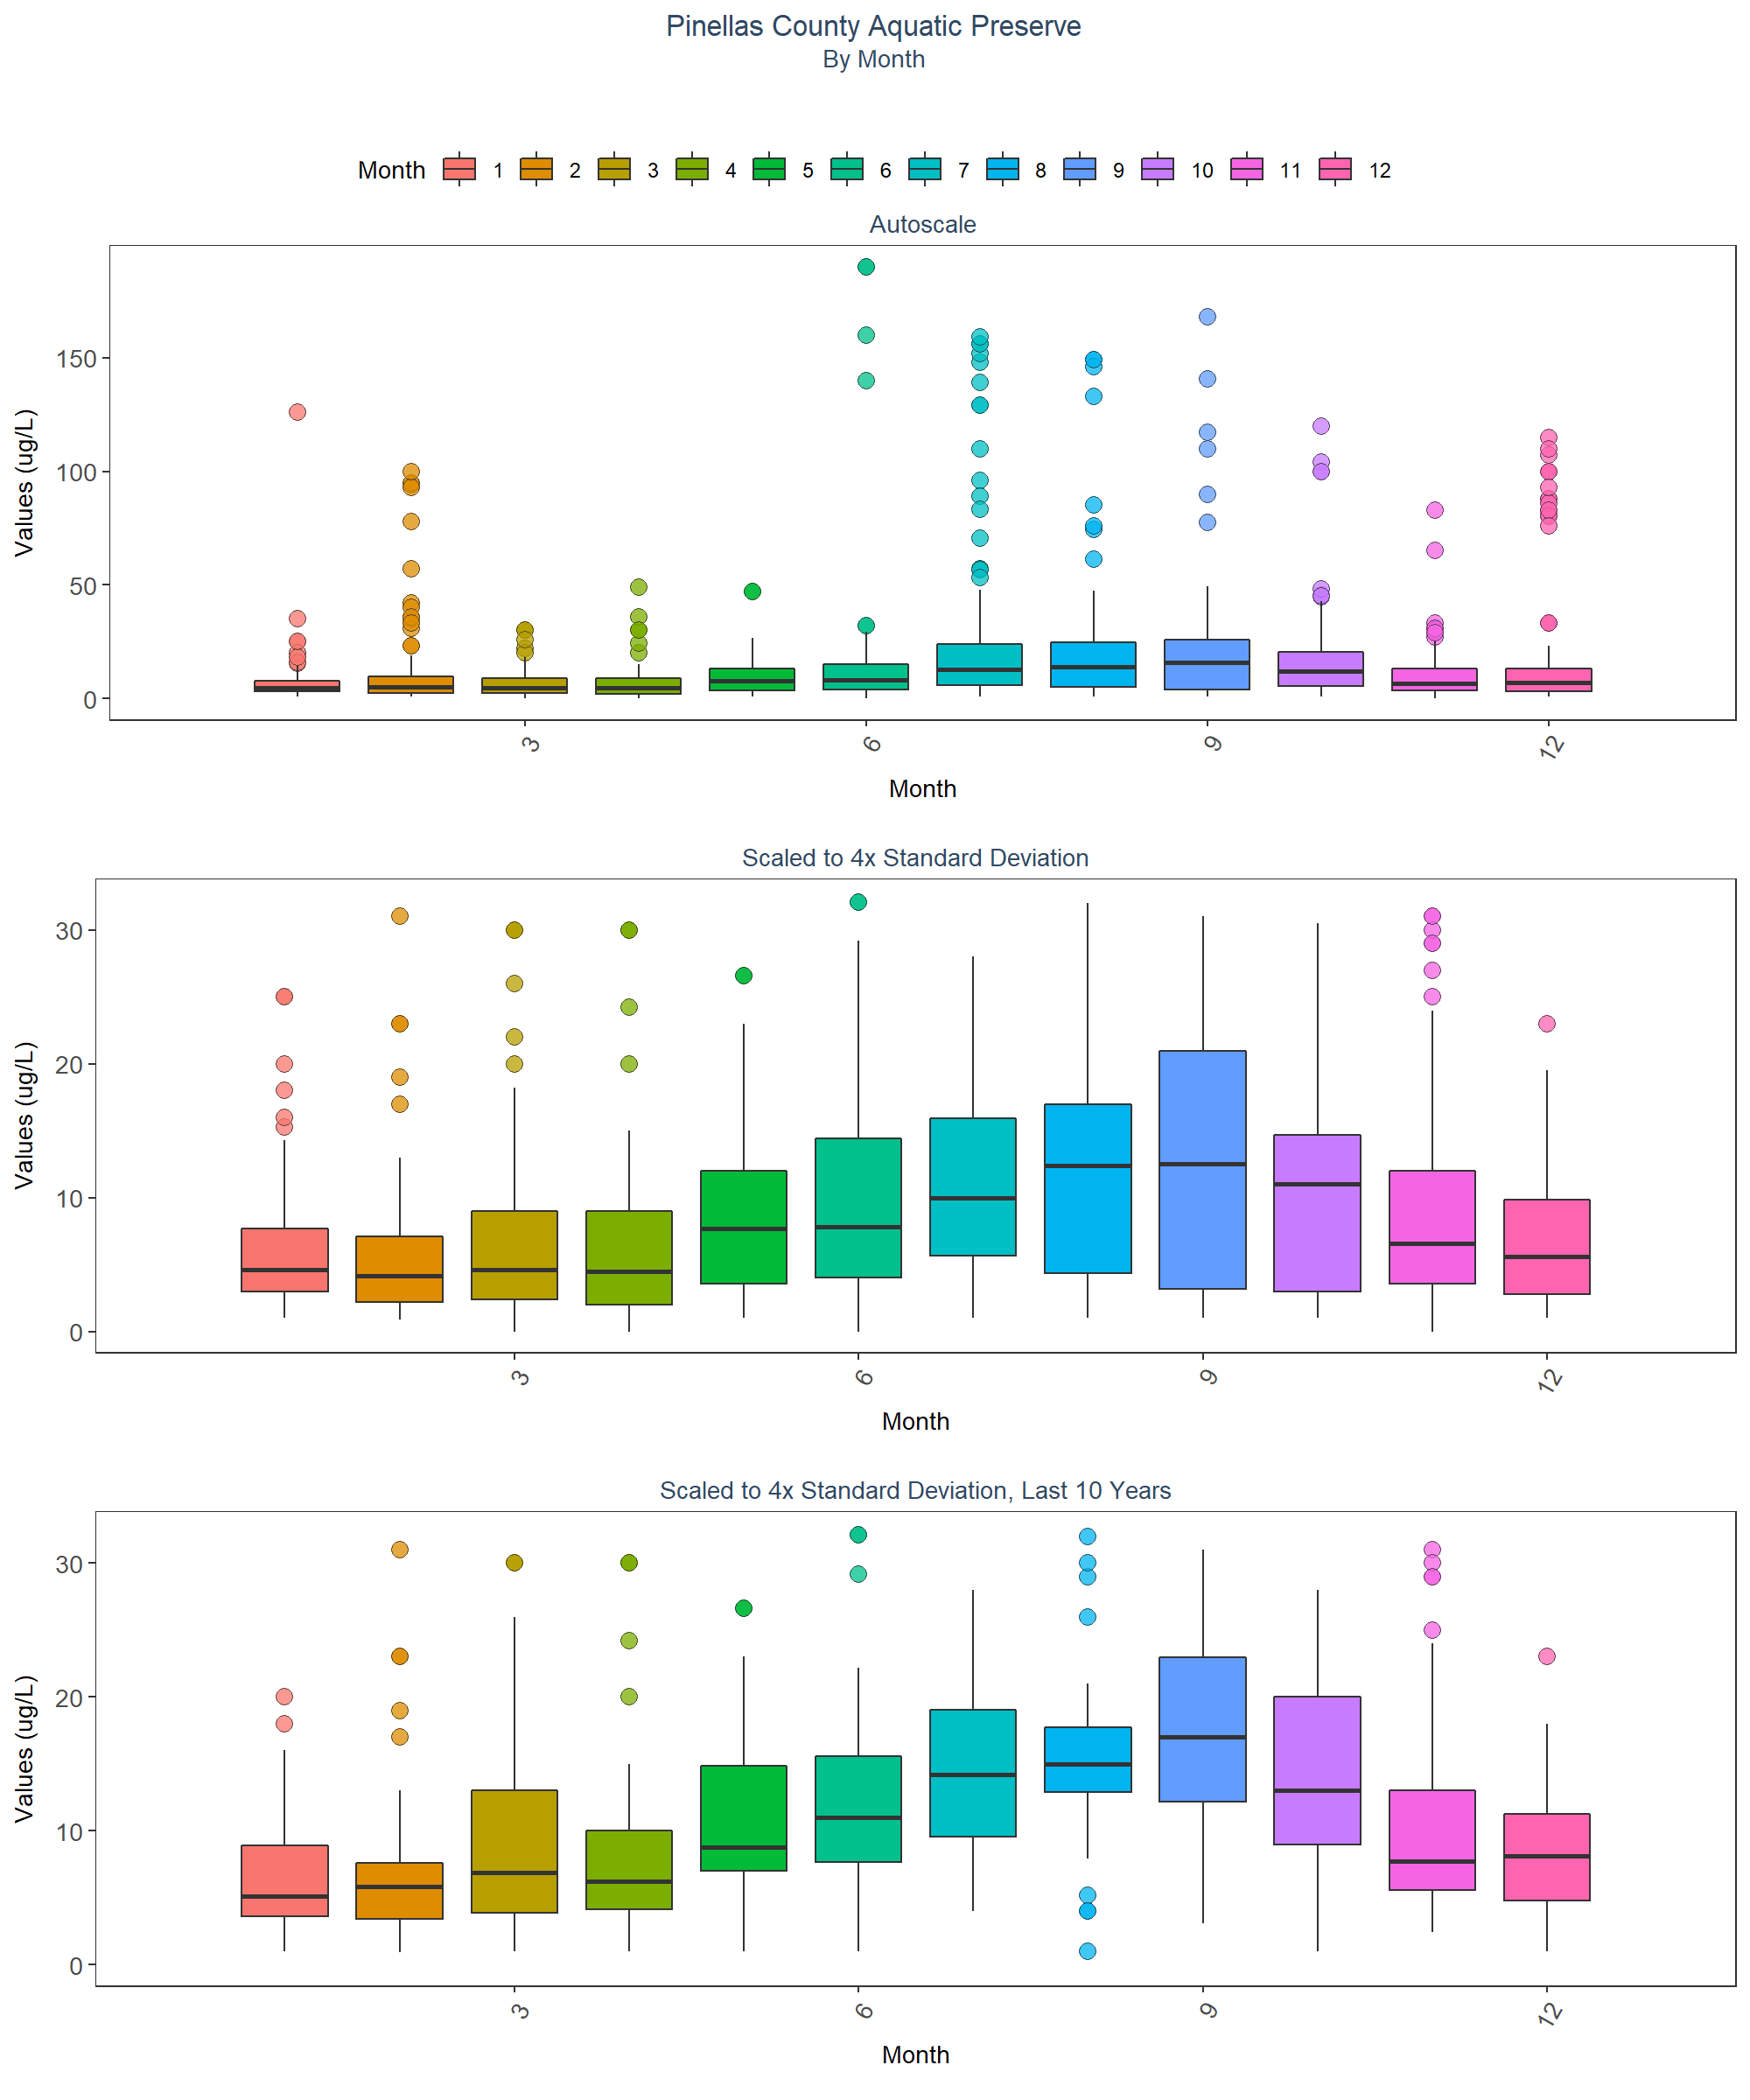 Pinellas County Aquatic Preserve
By Month
Month 1 2 3 4 5 6 7 8 9 10 11 12
Autoscale
Values (ug/L)
150
100
50
0
3 6 9 12
Month
Scaled to 4x Standard Deviation
Values (ug/L)
30
20
10
0
3 6 9 12
Month
Scaled to 4x Standard Deviation, Last 10 Years
Values (ug/L)
30
20
10
0
3 6 9 12
Month